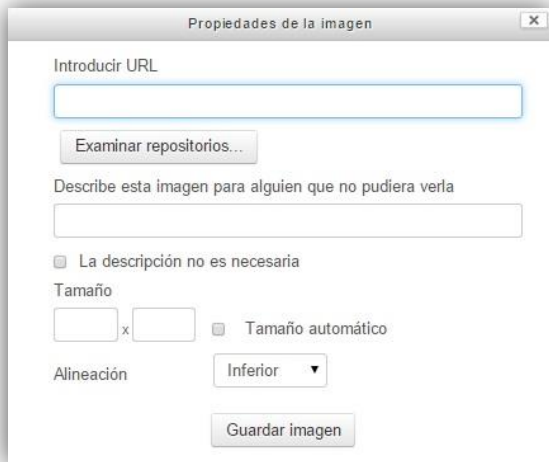 Propiedades de la imagen
Introducir URL
Examinar repositorios...
Describe esta imagen para alguien que no pudiera verla
La descripción no es necesaria
Tamaño
x Tamaño automático
Alineación Inferior
Guardar imagen